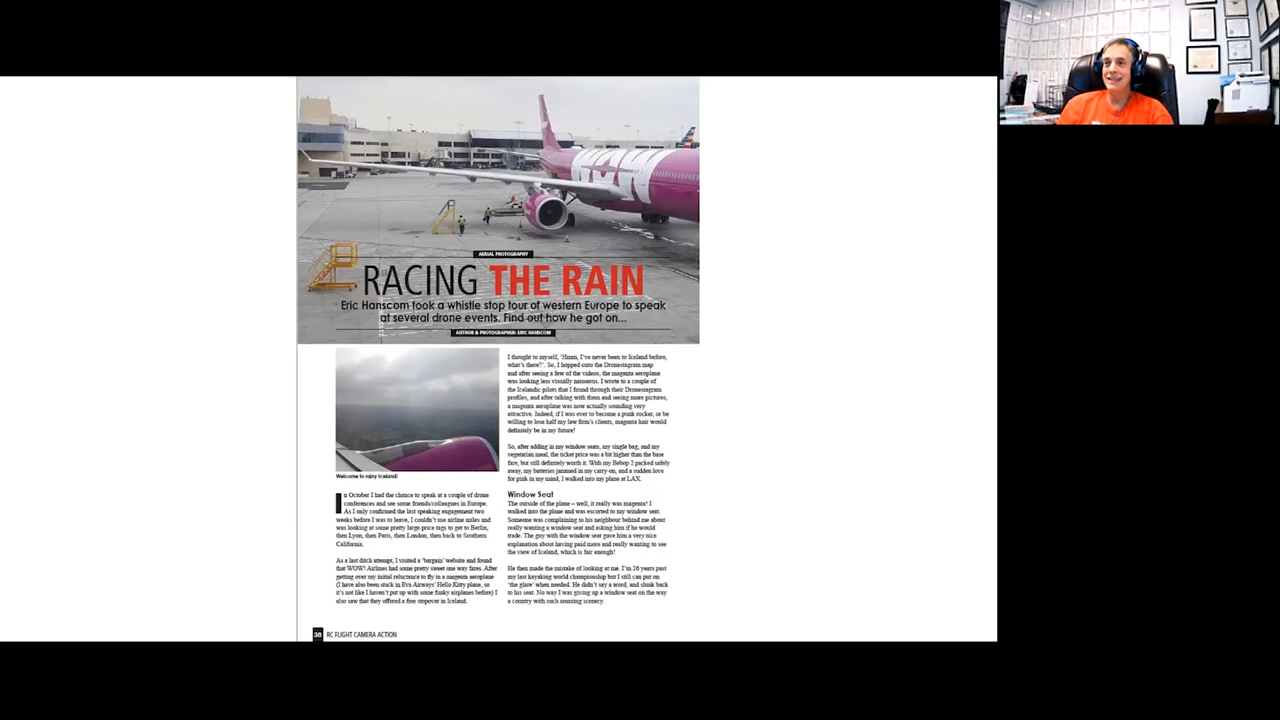 WOW
AERIAL PHOTOGRAPHY
RACING THE RAIN
Eric Hanscom took a whistle stop tour of western Europe to speak
at several drone events. Find out how he got on...
AUTHOR & PHOTOGRAPHER: ERIC HANSCOM
Welcome to rainy Iceland!
In October I had the chance to speak at a couple of drone
conferences and see some friends/colleagues in Europe.
As I only confirmed the last speaking engagement two
weeks before I was to leave, I couldn't use airline miles and
was looking at some pretty large price tags to get to Berlin,
then Lyon, then Paris, then London, then back to Southern
California.
As a last ditch attempt, I visited a 'bargain' website and found
that WOW! Airlines had some pretty sweet one way fares. After
getting over my initial reluctance to fly in a magenta aeroplane
(I have also been stuck in Eva Airways' Hello Kitty plane, so
it's not like I haven't put up with some funky airplanes before) I
also saw that they offered a free stopover in Iceland.
I thought to myself, 'Hmm, I've never been to Iceland before,
what's there?'. So, I hopped onto the Dronestagram map
and after seeing a few of the videos, the magenta aeroplane
was looking less visually nauseous. I wrote to a couple of
the Icelandic pilots that I found through their Dronestagram
profiles, and after talking with them and seeing more pictures,
a magenta aeroplane was now actually sounding very
attractive. Indeed, if I was ever to become a punk rocker, or be
willing to lose half my law firm's clients, magenta hair would
definitely be in my future!
So, after adding in my window seats, my single bag, and my
vegetarian meal, the ticket price was a bit higher than the base
fare, but still definitely worth it. With my Bebop 2 packed safely
away, my batteries jammed in my carry-on, and a sudden love
for pink in my mind, I walked into my plane at LAX.
Window Seat
The outside of the plane – well, it really was magenta! I
walked into the plane and was escorted to my window seat.
Someone was complaining to his neighbour behind me about
really wanting a window seat and asking him if he would
trade. The guy with the window seat gave him a very nice
explanation about having paid more and really wanting to see
the view of Iceland, which is fair enough!
He then made the mistake of looking at me. I'm 26 years past
my last kayaking world championship but I still can put on
'the glare' when needed. He didn't say a word, and slunk back
to his seat. No way I was giving up a window seat on the way
a country with such amazing scenery.
38 RC FLIGHT CAMERA ACTION